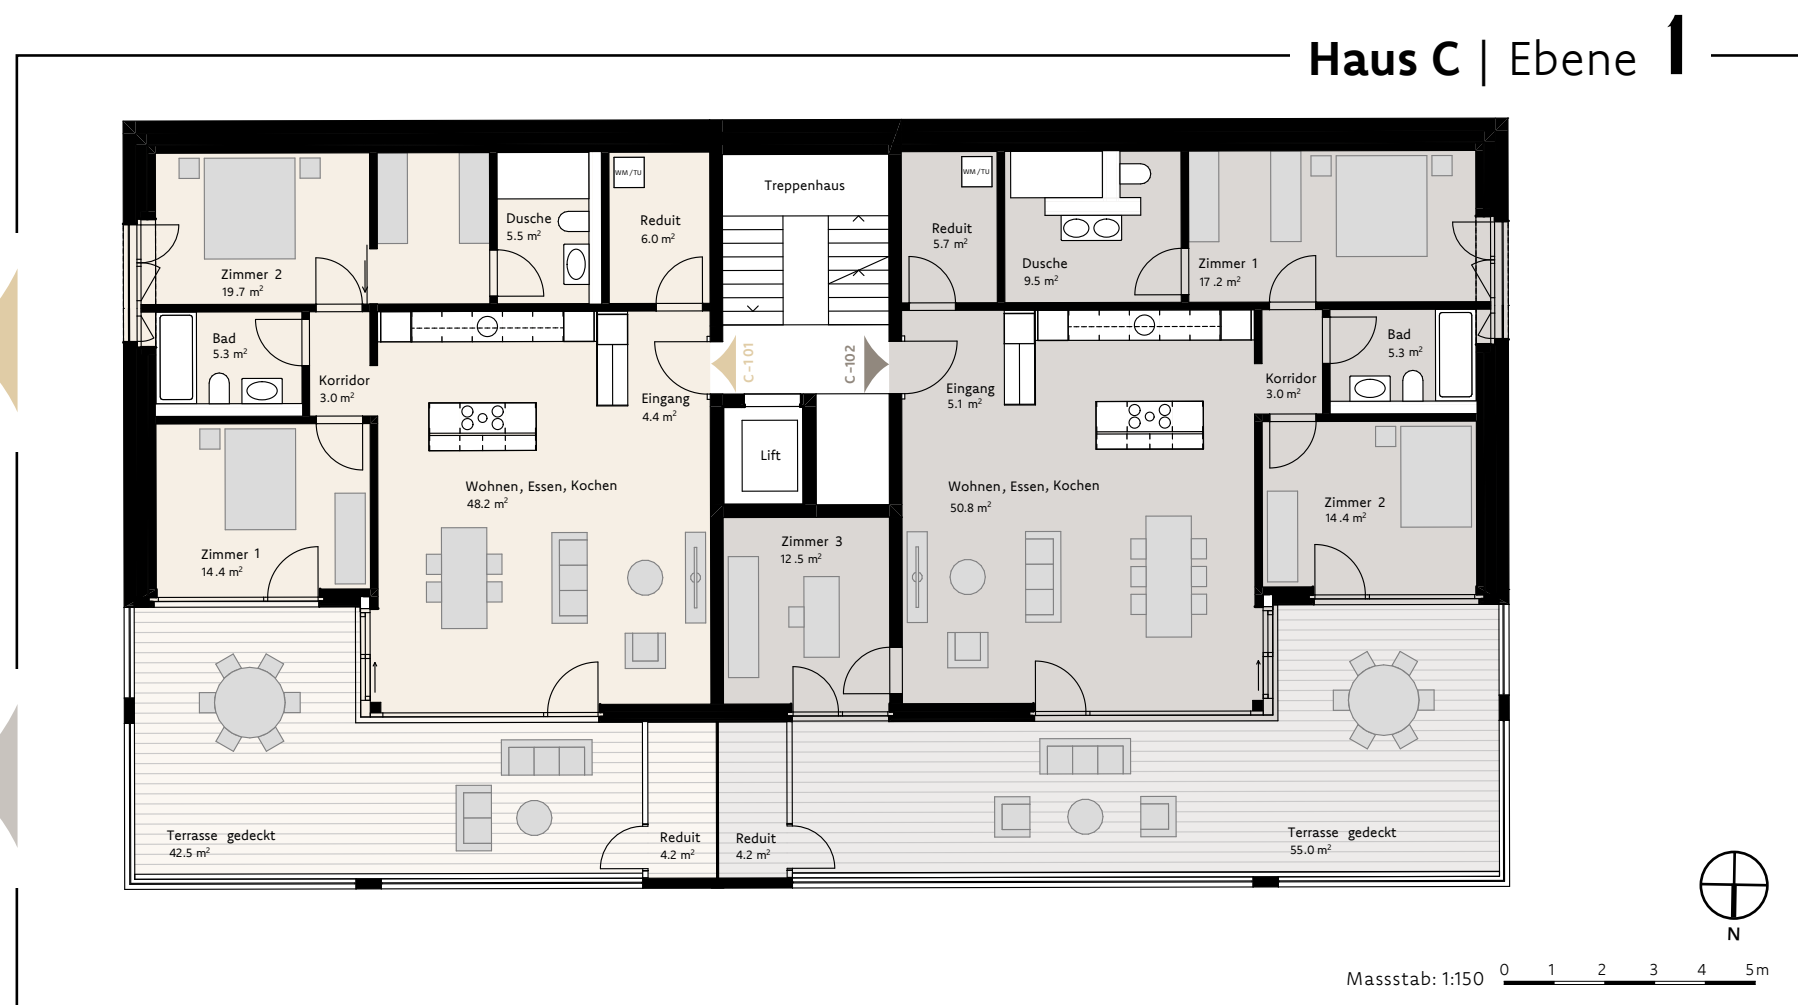 Haus C | Ebene 1
Treppenhaus
WM/TU
WM/TU
Dusche
5.5 m²
Reduit
6.0 m²
Reduit
5.7 m²
Dusche
9.5 m²
Zimmer 1
17.2 m²
Zimmer 2
19.7 m²
Bad
5.3 m²
Korridor
3.0 m²
Eingang
4.4 m²
C-101
C-102
Eingang
5.1 m²
Korridor
3.0 m²
Bad
5.3 m²
Lift
Wohnen, Essen, Kochen
48.2 m²
Wohnen, Essen, Kochen
50.8 m²
Zimmer 2
14.4 m²
Zimmer 1
14.4 m²
Zimmer 3
12.5 m²
Terrasse gedeckt
42.5 m²
Reduit
4.2 m²
Reduit
4.2 m²
Terrasse gedeckt
55.0 m²
N
Massstab: 1:150
0 1 2 3 4 5m